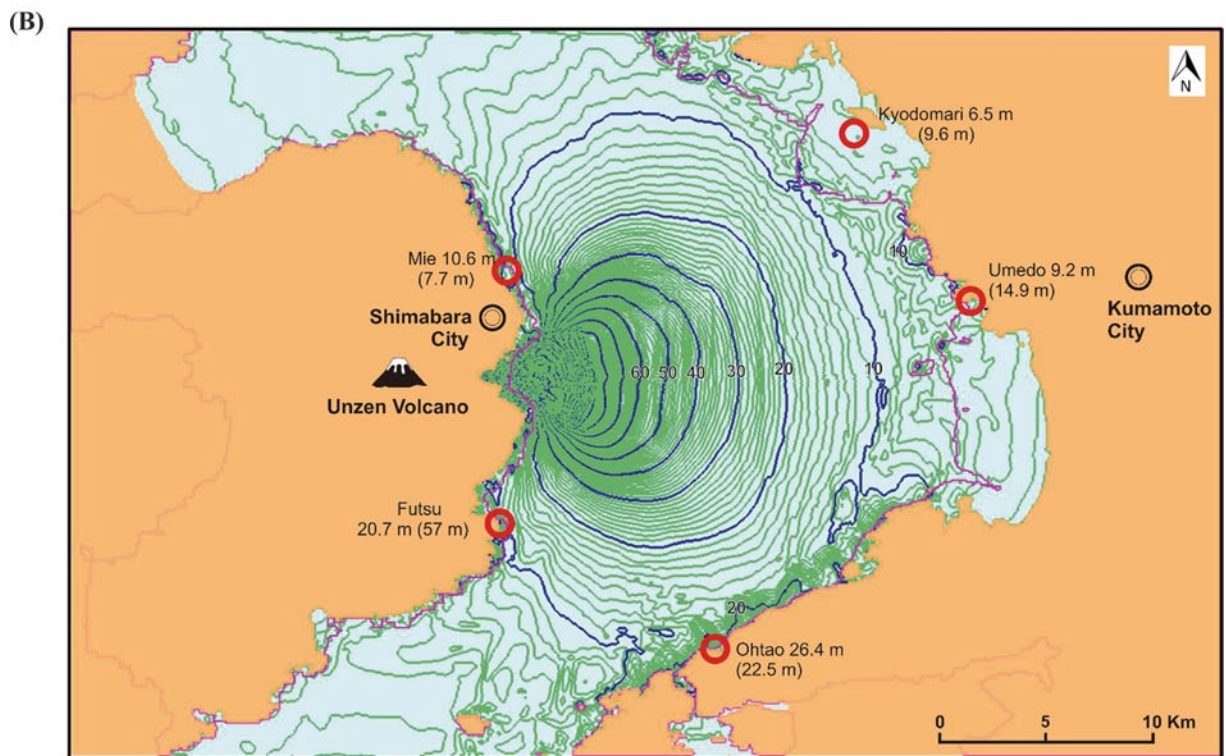 (B)
N
Kyodomari 6.5 m
(9.6 m)
Mie 10.6 m
(7.7 m)
10
Umedo 9.2 m
(14.9 m)
Shimabara
City
Kumamoto
City
60 50 40 30 20 10
Unzen Volcano
Futsu
20.7 m (57 m)
20
Ohtao 26.4 m
(22.5 m)
0 5 10 Km